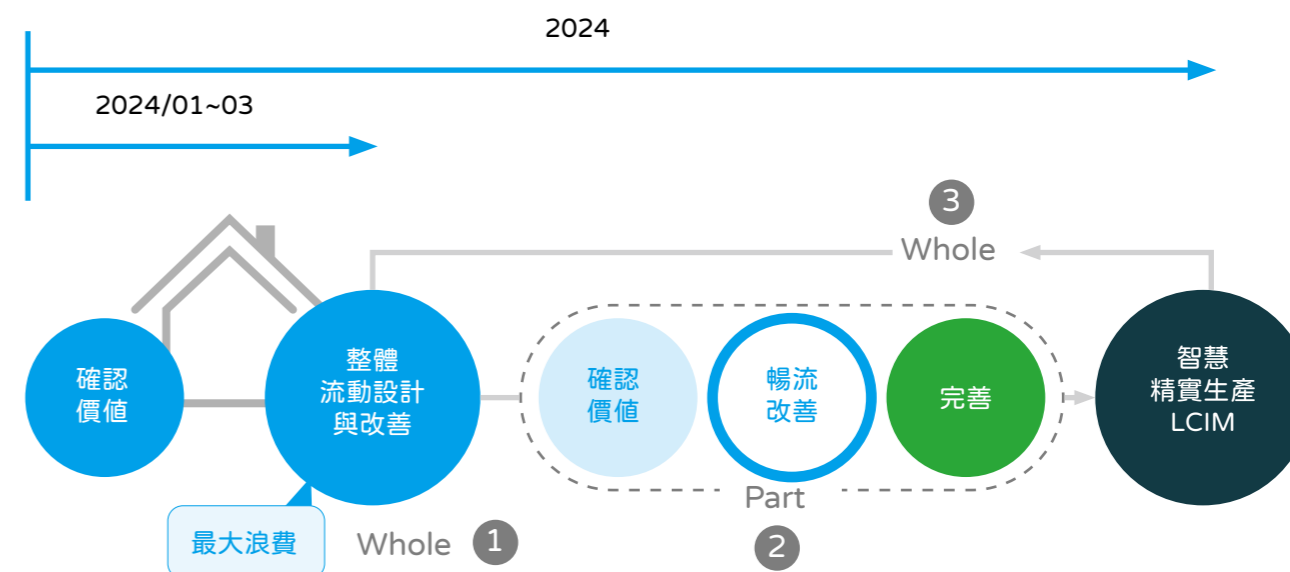 2024
2024/01~03
3
Whole
確認
價值
整體
流動設計
與改善
確認
價值
暢流
改善
完善
智慧
精實生產
LCIM
最大浪費
Whole 1
Part
2